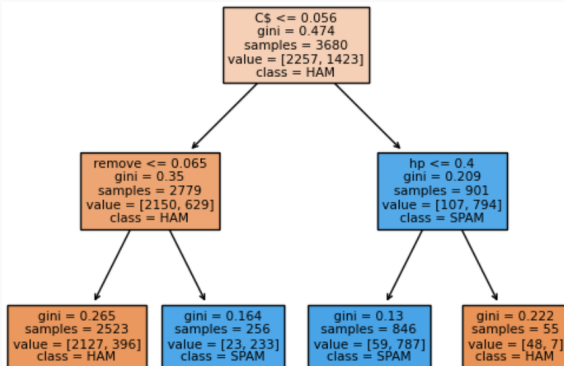 C$ <= 0.056
gini = 0.474
samples = 3680
value = [2257, 1423]
class = HAM
remove <= 0.065
gini = 0.35
samples = 2779
value = [2150, 629]
class = HAM
hp <= 0.4
gini = 0.209
samples = 901
value = [107, 794]
class = SPAM
gini = 0.265
samples = 2523
value = [2127, 396]
class = HAM
gini = 0.164
samples = 256
value = [23, 233]
class = SPAM
gini = 0.13
samples = 846
value = [59, 787]
class = SPAM
gini = 0.222
samples = 55
value = [48, 7]
class = HAM